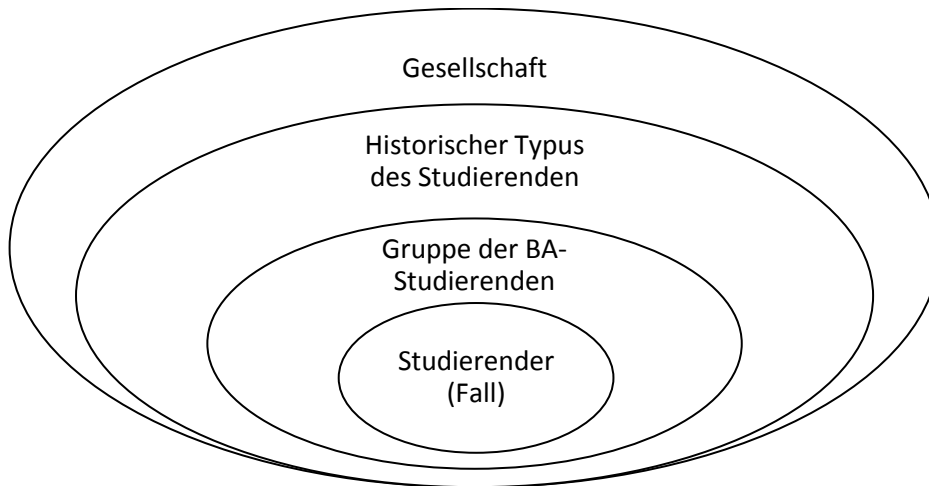 Gesellschaft
Historischer Typus
des Studierenden
Gruppe der BA-
Studierenden
Studierender
(Fall)